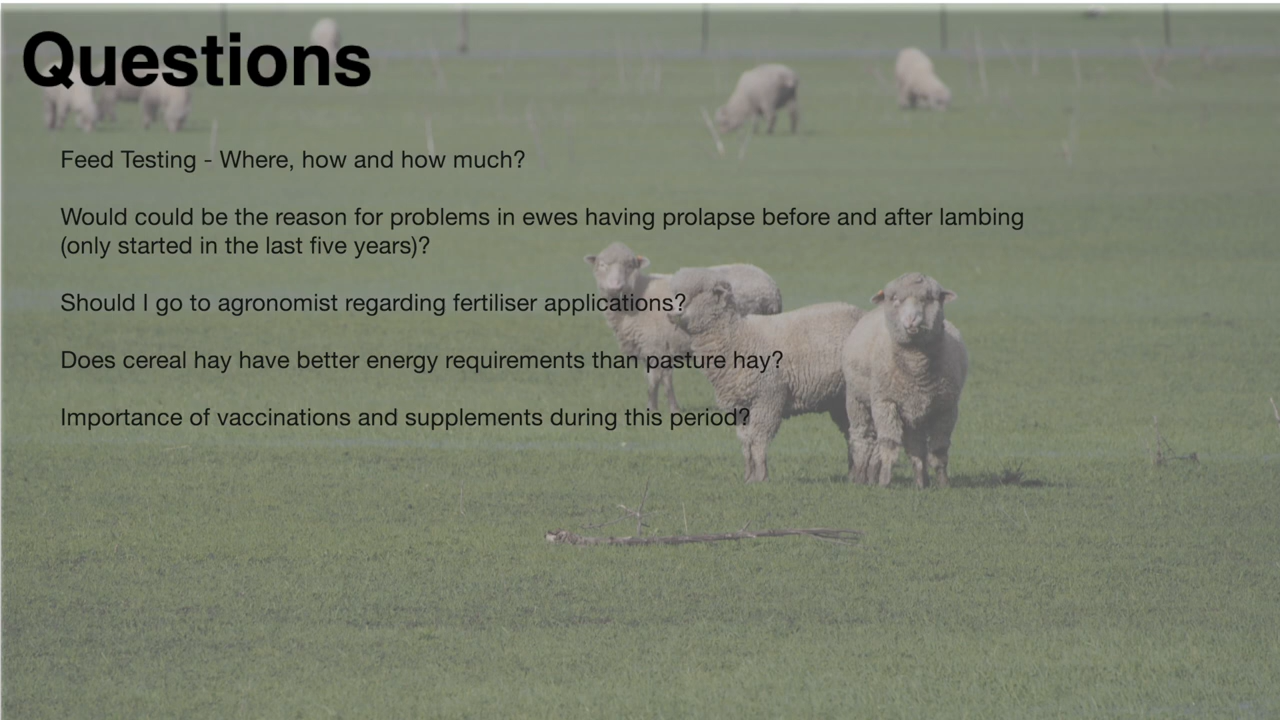 Questions
Feed Testing - Where, how and how much?
Would could be the reason for problems in ewes having prolapse before and after lambing
(only started in the last five years)?
Should I go to agronomist regarding fertiliser applications?
Does cereal hay have better energy requirements than pasture hay?
Importance of vaccinations and supplements during this period?